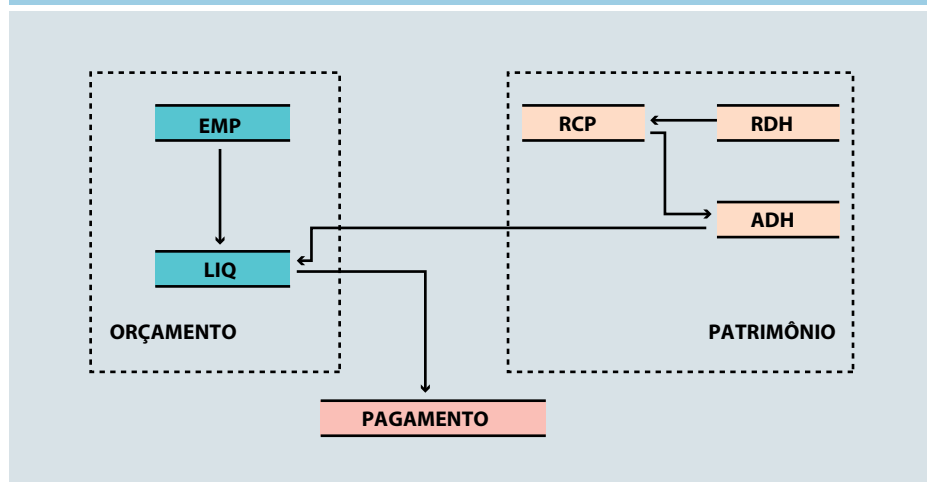 EMP
RCP
RDH
ADH
LIQ
ORÇAMENTO
PATRIMÔNIO
PAGAMENTO